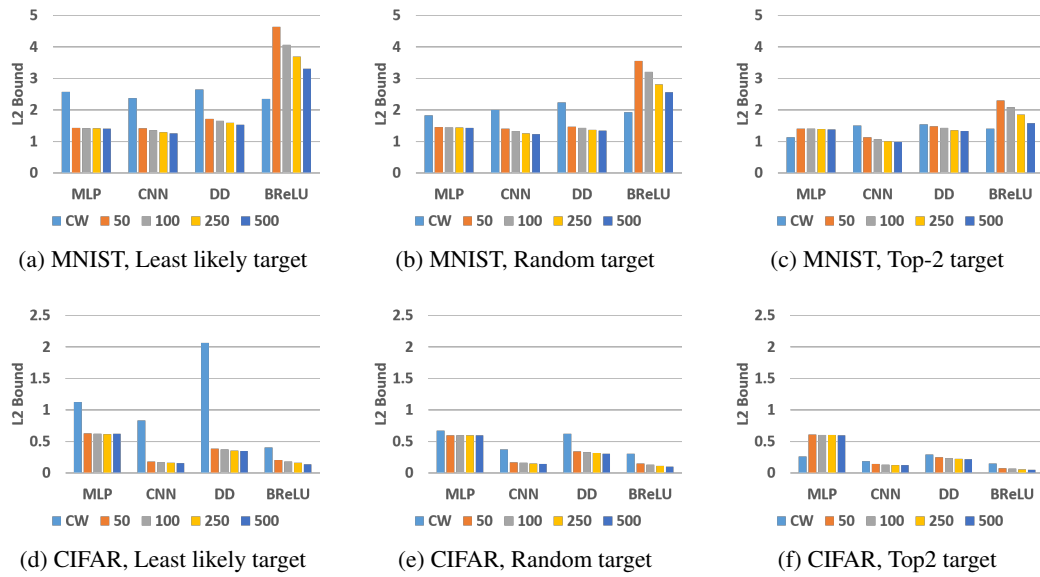 5
4
3
2
1
0
L2 Bound
MLP CNN DD BReLU
CW 50 100 250 500
(a) MNIST, Least likely target
5
4
3
2
1
0
L2 Bound
MLP CNN DD BReLU
CW 50 100 250 500
(b) MNIST, Random target
5
4
3
2
1
0
L2 Bound
MLP CNN DD BReLU
CW 50 100 250 500
(c) MNIST, Top-2 target
2.5
2
1.5
1
0.5
0
L2 Bound
MLP CNN DD BReLU
CW 50 100 250 500
(d) CIFAR, Least likely target
2.5
2
1.5
1
0.5
0
L2 Bound
MLP CNN DD BReLU
CW 50 100 250 500
(e) CIFAR, Random target
2.5
2
1.5
1
0.5
0
L2 Bound
MLP CNN DD BReLU
CW 50 100 250 500
(f) CIFAR, Top2 target